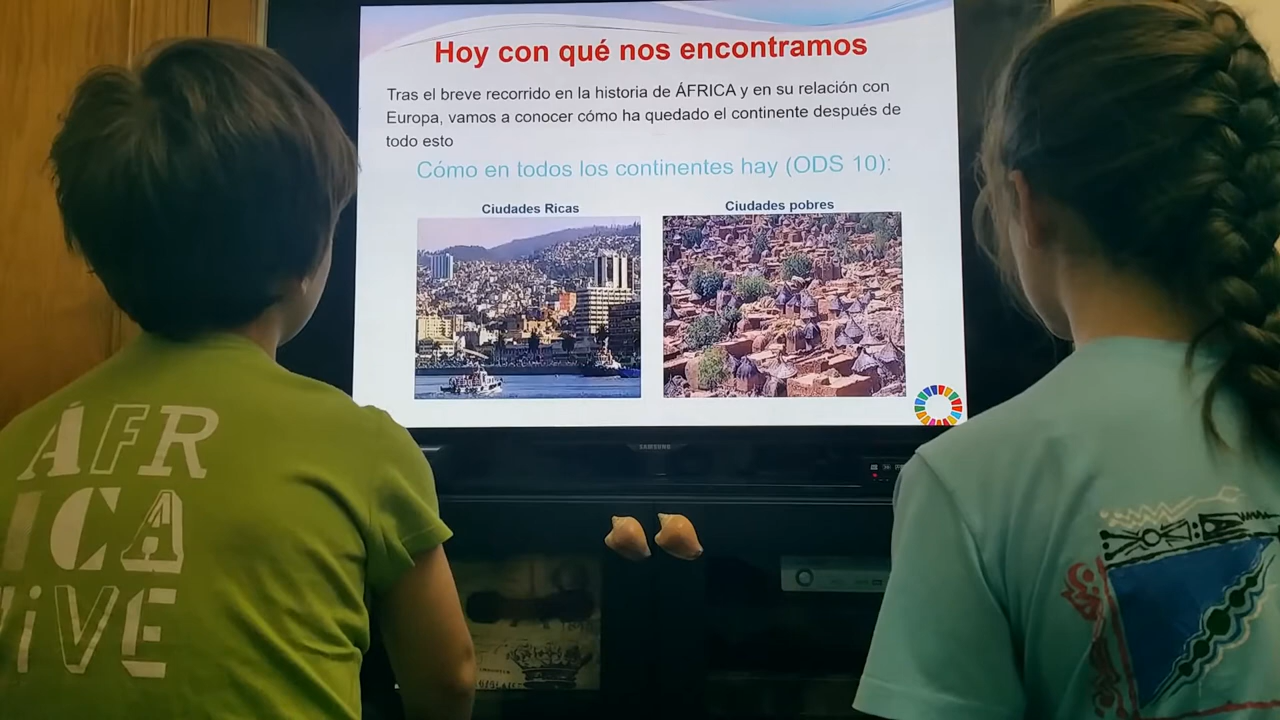 Hoy con qué nos encontramos
Tras el breve recorrido en la historia de ÁFRICA y en su relación con
Europa, vamos a conocer cómo ha quedado el continente después de
todo esto
Cómo en todos los continentes hay (ODS 10):
Ciudades Ricas
Ciudades pobres
SAMSUNG
ÁFR
ICA
ViVE